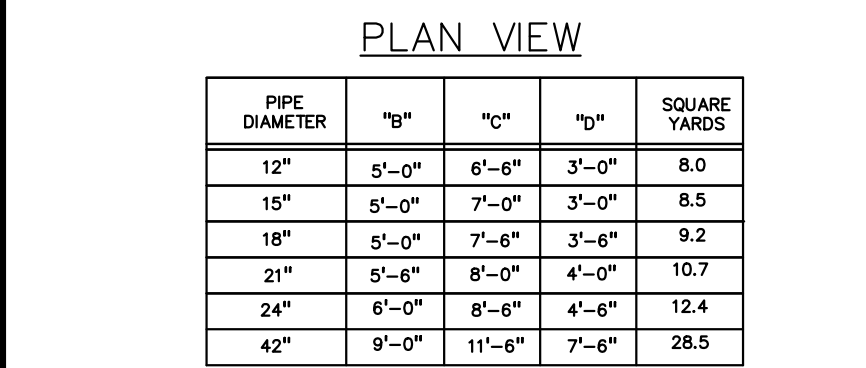 PLAN VIEW
PIPE DIAMETER "B" "C" "D" SQUARE YARDS
12" 5'-0" 6'-6" 3'-0" 8.0
15" 5'-0" 7'-0" 3'-0" 8.5
18" 5'-0" 7'-6" 3'-6" 9.2
21" 5'-6" 8'-0" 4'-0" 10.7
24" 6'-0" 8'-6" 4'-6" 12.4
42" 9'-0" 11'-6" 7'-6" 28.5